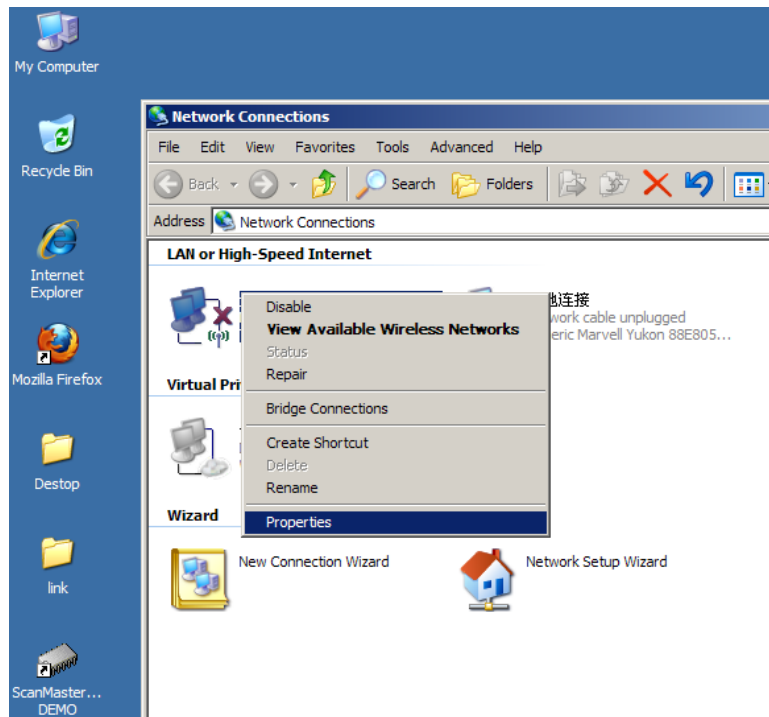 My Computer
Recycle Bin
Internet
Explorer
Mozilla Firefox
Destop
link
ScanMaster...
DEMO
Network Connections
File Edit View Favorites Tools Advanced Help
Back Search Folders
Address Network Connections
LAN or High-Speed Internet
连接
work cable unplugged
eric Marvell Yukon 88E805...
Disable
View Available Wireless Networks
Status
Repair
Bridge Connections
Create Shortcut
Delete
Rename
Properties
Virtual Pri
Wizard
New Connection Wizard
Network Setup Wizard